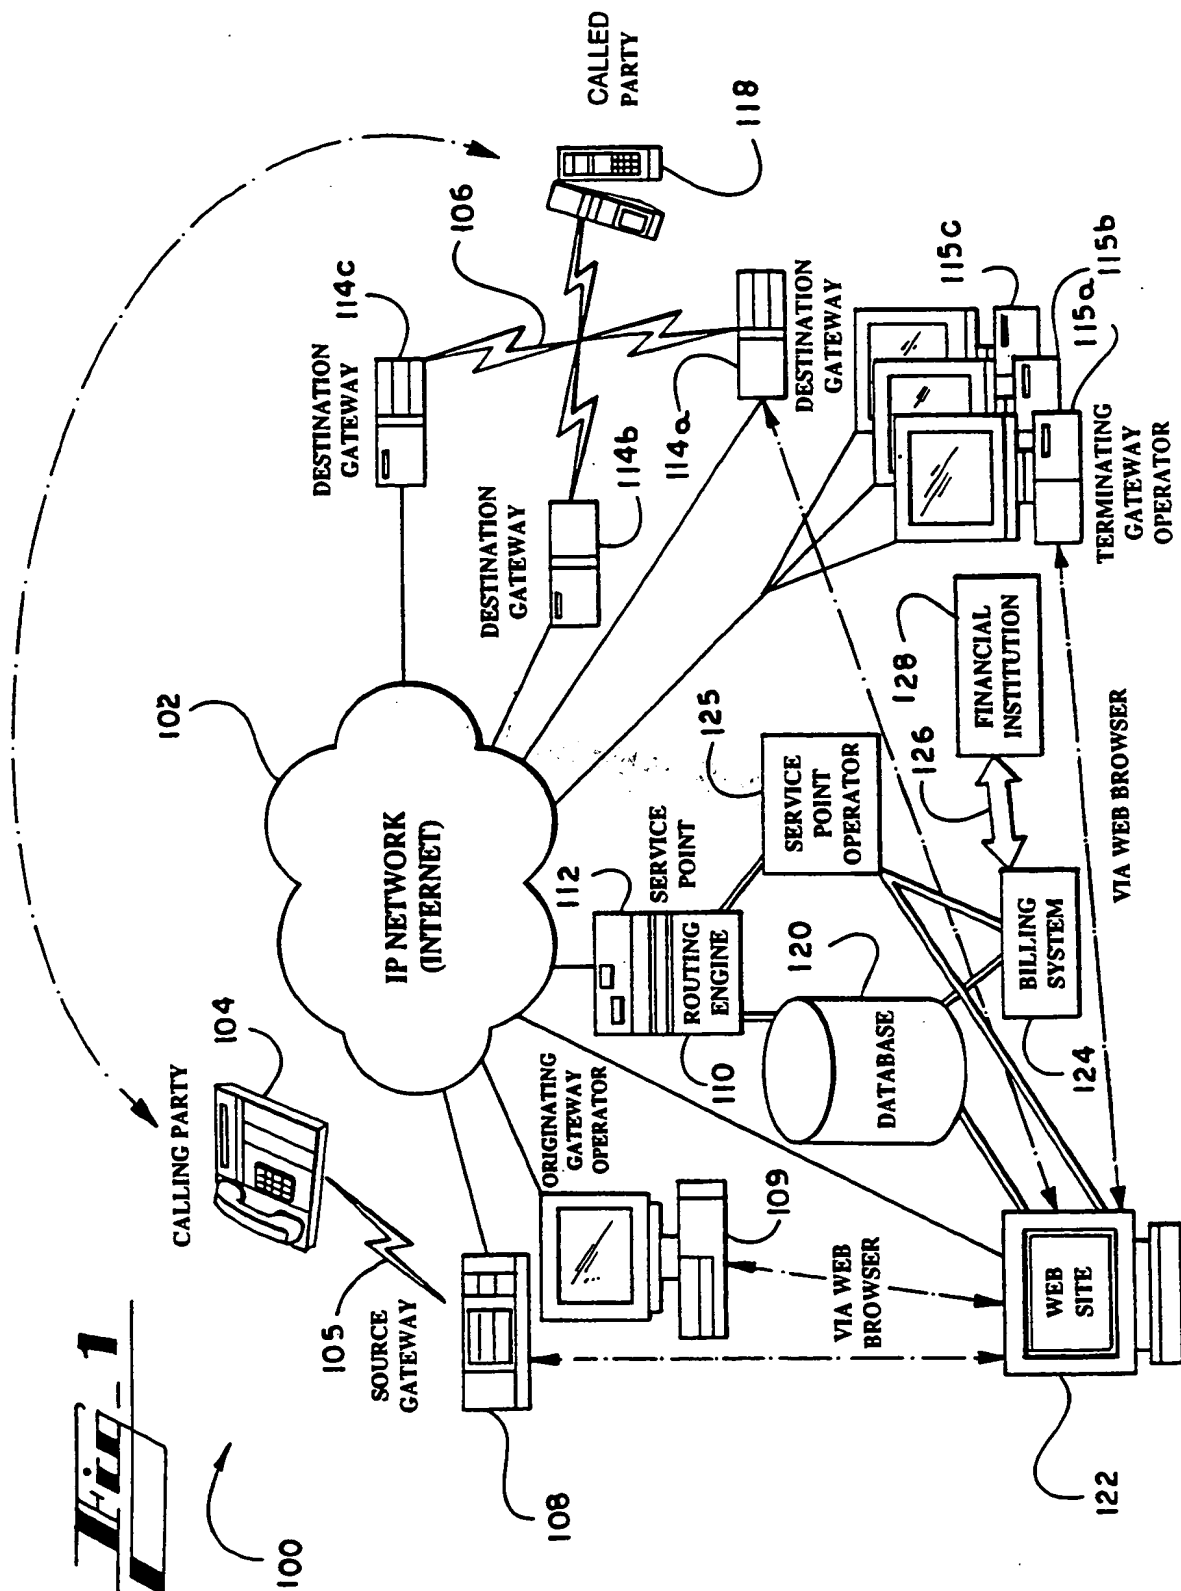 Fig. 1
100
CALLING PARTY
104
105
SOURCE
GATEWAY
108
102
IP NETWORK
(INTERNET)
ORIGINATING
GATEWAY
OPERATOR
109
VIA WEB
BROWSER
WEB
SITE
122
112
SERVICE
POINT
ROUTING
ENGINE
110
120
DATABASE
125
SERVICE
POINT
OPERATOR
BILLING
SYSTEM
124
126
128
FINANCIAL
INSTITUTION
VIA WEB BROWSER
DESTINATION
GATEWAY
114c
DESTINATION
GATEWAY
114b
106
CALLED
PARTY
118
114a
DESTINATION
GATEWAY
115c
115b
115a
TERMINATING
GATEWAY
OPERATOR